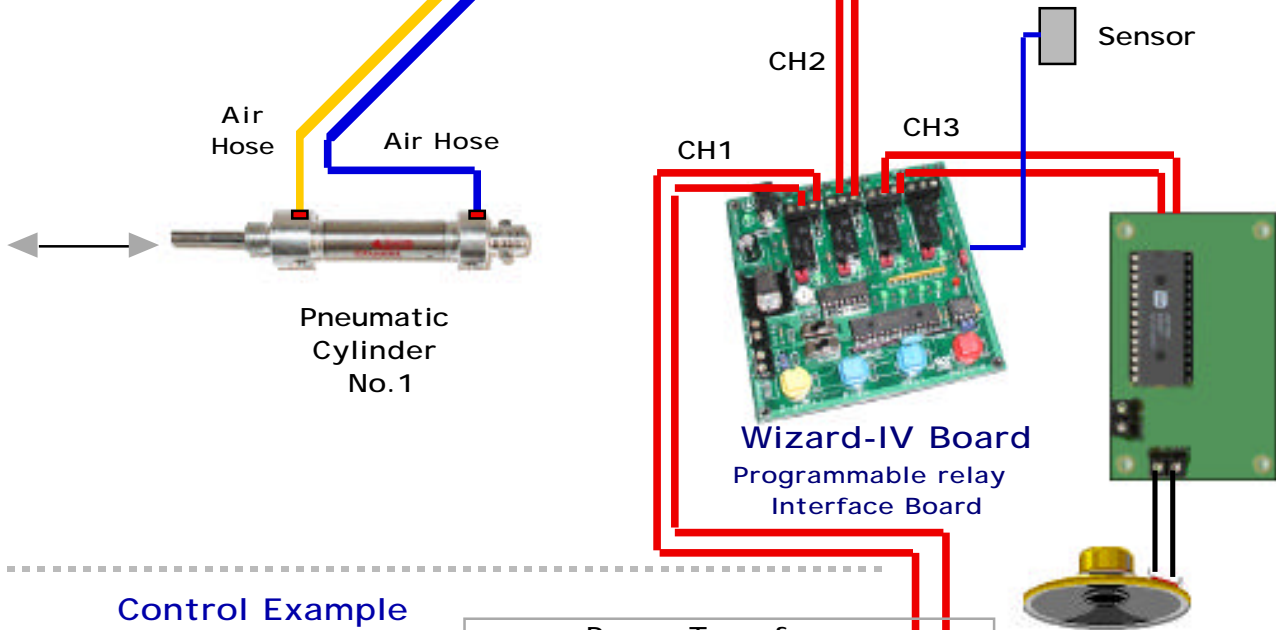 Sensor
CH2
Air
Hose
Air Hose
CH3
CH1
Pneumatic
Cylinder
No.1
Wizard-IV Board
Programmable relay
Interface Board
Control Example